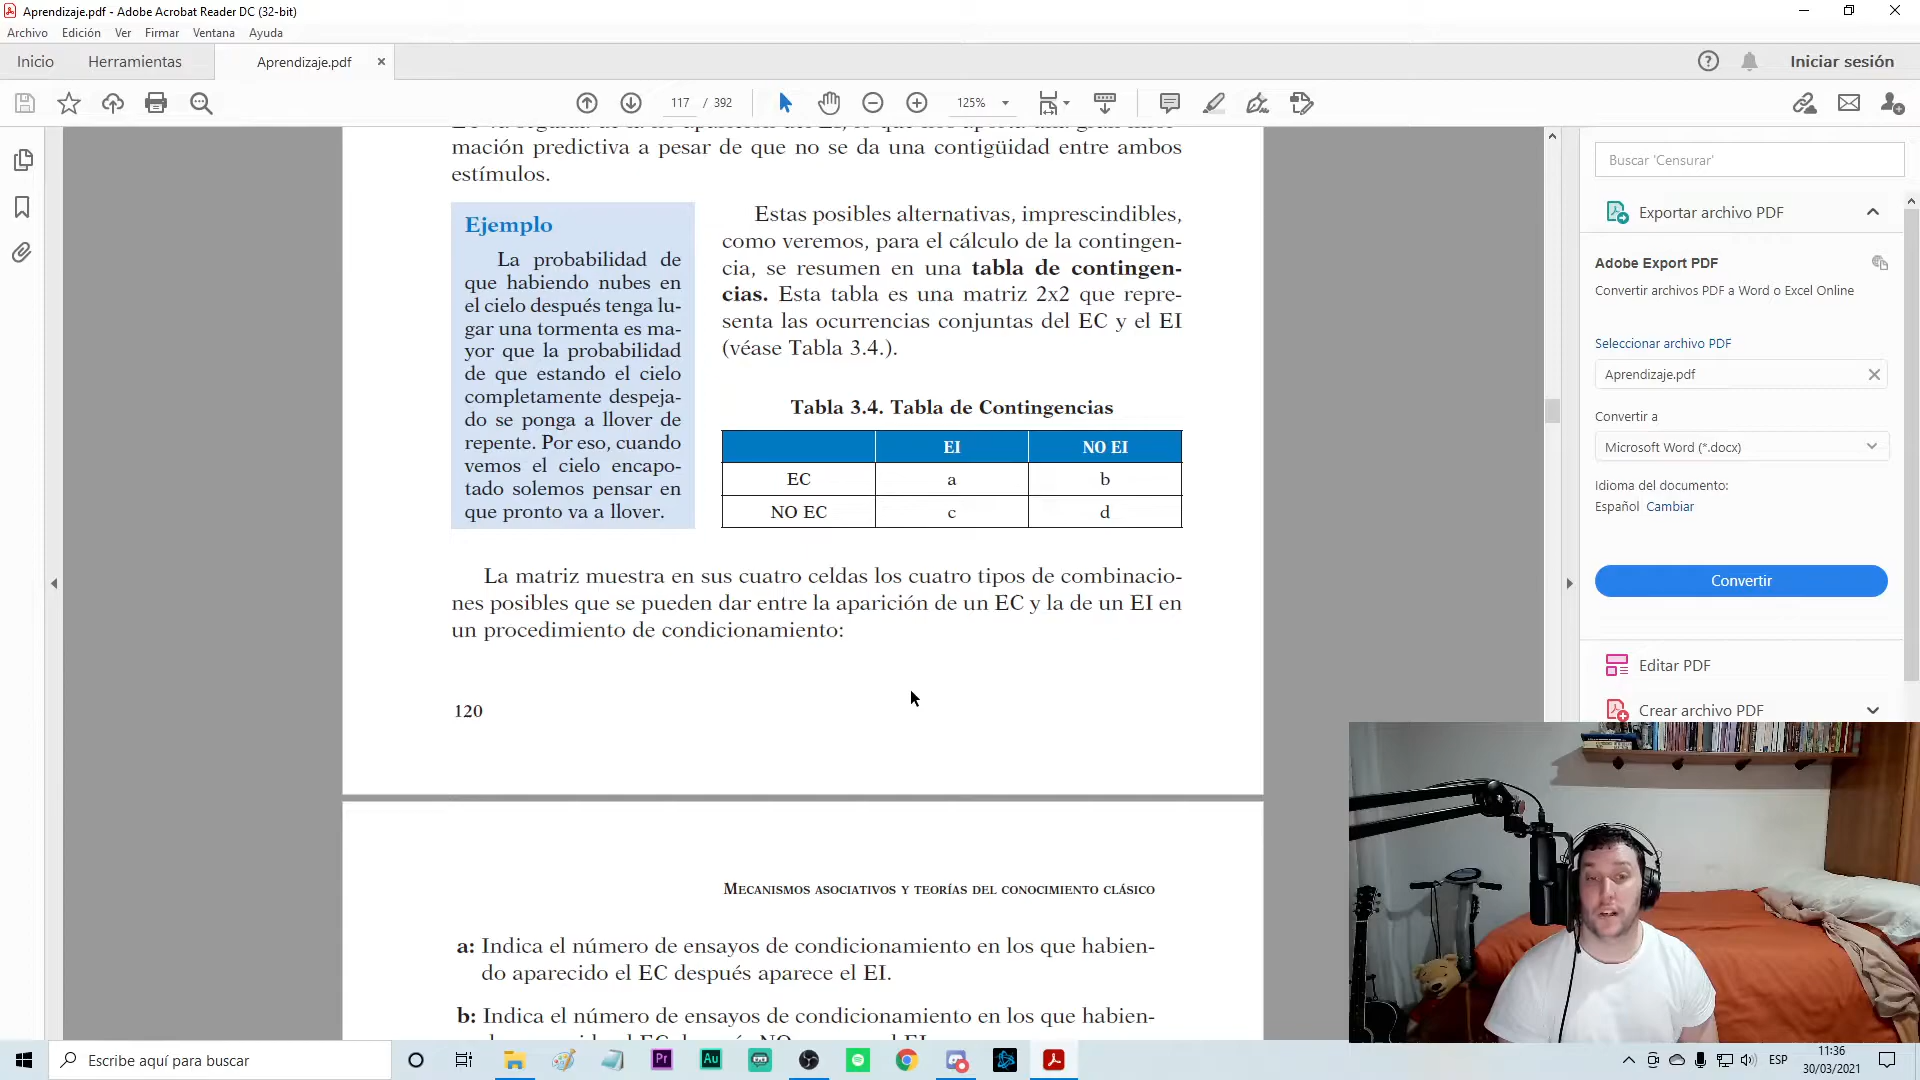 Aprendizaje.pdf - Adobe Acrobat Reader DC (32-bit)
Archivo Edición Ver Firmar Ventana Ayuda
Inicio Herramientas Aprendizaje.pdf
Iniciar sesión
117 / 392
125%
mación predictiva a pesar de que no se da una contigüidad entre ambos
estímulos.
Ejemplo
La probabilidad de
que habiendo nubes en
el cielo después tenga lu-
gar una tormenta es ma-
yor que la probabilidad
de que estando el cielo
completamente despeja-
do se ponga a llover de
repente. Por eso, cuando
vemos el cielo encapo-
tado solemos pensar en
que pronto va a llover.
Estas posibles alternativas, imprescindibles,
como veremos, para el cálculo de la contingen-
cia, se resumen en una tabla de contingen-
cias. Esta tabla es una matriz 2x2 que repre-
senta las ocurrencias conjuntas del EC y el EI
(véase Tabla 3.4.).
Tabla 3.4. Tabla de Contingencias
EI NO EI
EC a b
NO EC c d
La matriz muestra en sus cuatro celdas los cuatro tipos de combinacio-
nes posibles que se pueden dar entre la aparición de un EC y la de un EI en
un procedimiento de condicionamiento:
120
Mecanismos asociativos y teorías del conocimiento clásico
a: Indica el número de ensayos de condicionamiento en los que habien-
do aparecido el EC después aparece el EI.
b: Indica el número de ensayos de condicionamiento en los que habien-
Buscar 'Censurar'
Exportar archivo PDF
Adobe Export PDF
Convertir archivos PDF a Word o Excel Online
Seleccionar archivo PDF
Aprendizaje.pdf
Convertir a
Microsoft Word (*.docx)
Idioma del documento:
Español Cambiar
Convertir
Editar PDF
Crear archivo PDF
Escribe aquí para buscar
Pr
Au
ESP
11:36
30/03/2021